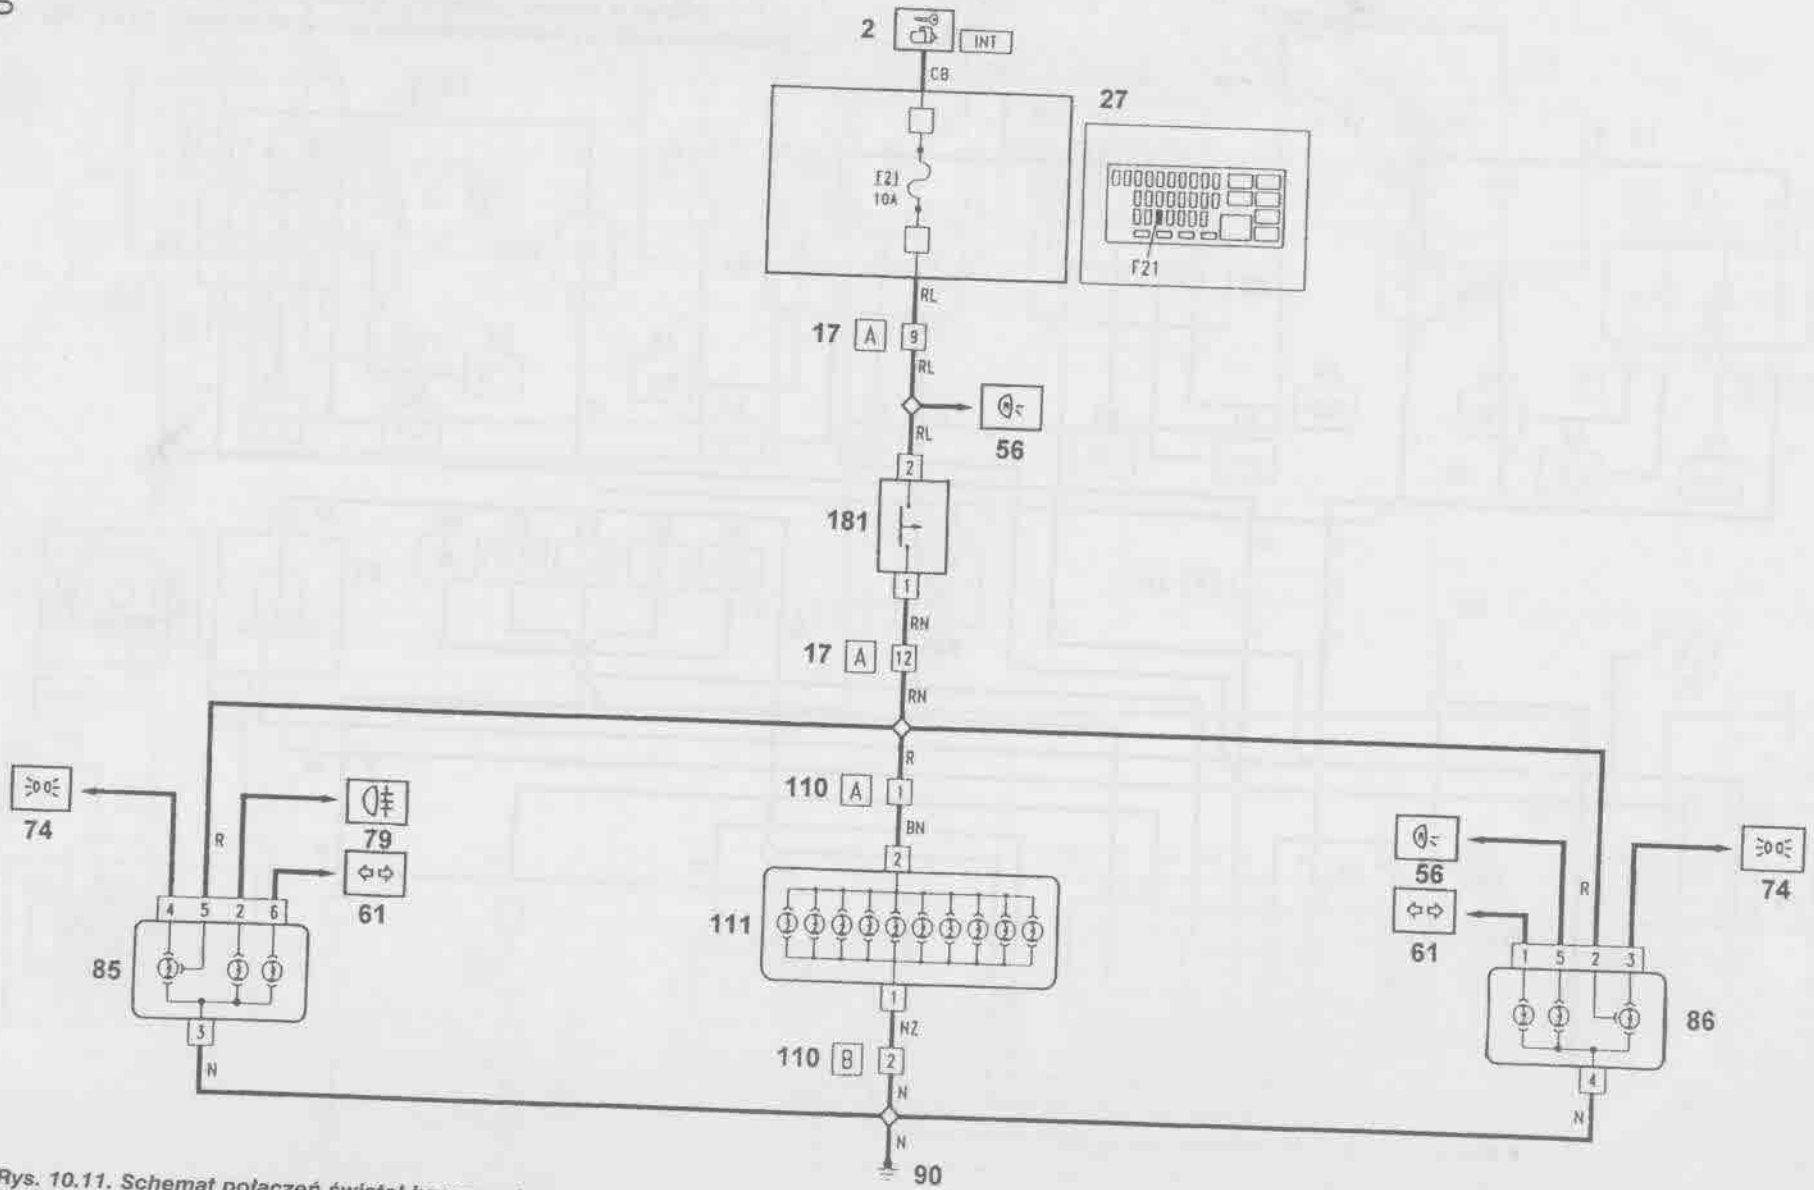 2
INT
CB
27
F21
10A
F21
RL
17 A 9
RL
56
RL
2
181
1
RN
17 A 12
RN
R
110 A 1
BN
2
111
1
NZ
110 B 2
N
N
90
74
R
79
61
4 5 2 6
85
3
N
56
61
R
74
1 5 2 3
86
4
N
Rys. 10.11. Schemat połączeń świateł